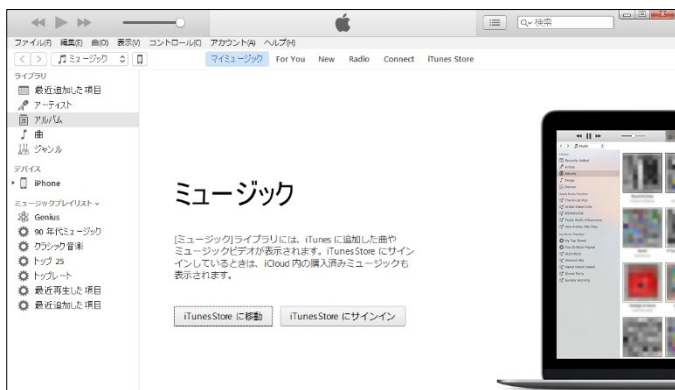 検索
ファイル(F) 編集(E) 曲(O) 表示(V) コントロール(C) アカウント(A) ヘルプ(H)
ミュージック
マイミュージック For You New Radio Connect iTunes Store
ライブラリ
最近追加した項目
アーティスト
アルバム
曲
ジャンル
デバイス
iPhone
ミュージックプレイリスト
Genius
90 年代ミュージック
クラシック音楽
トップ 25
トップレート
最近再生した項目
最近追加した項目
ミュージック
[ミュージック]ライブラリには、iTunes に追加した曲や
ミュージックビデオが表示されます。iTunes Store にサイン
インしているときは、iCloud 内の購入済みミュージックも
表示されます。
iTunes Store に移動 iTunes Store にサインイン